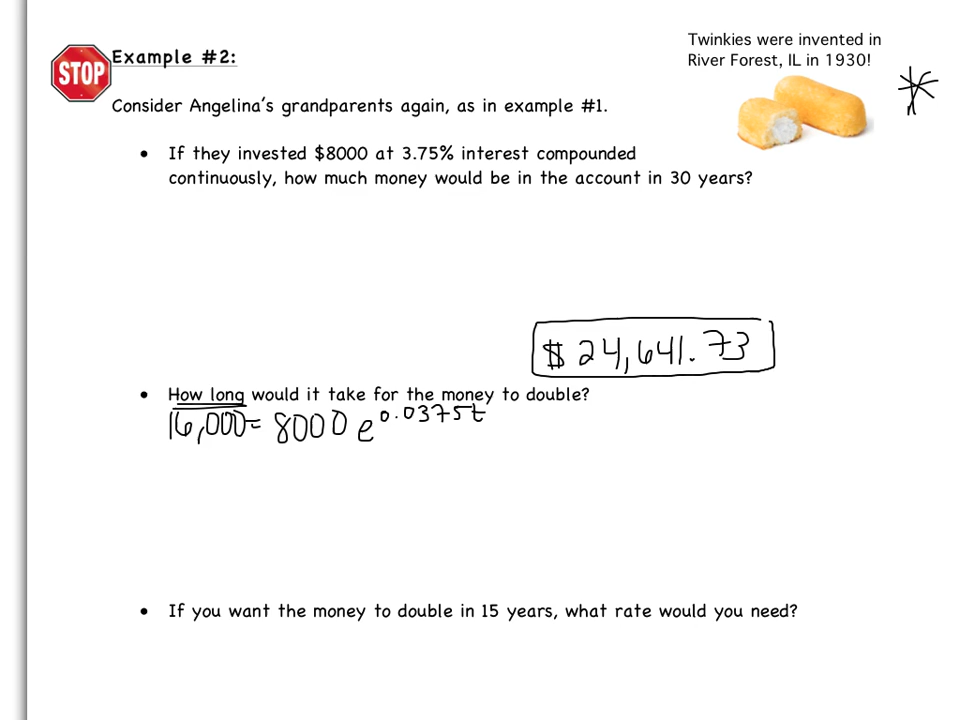 Twinkies were invented in
River Forest, IL in 1930!
STOP
Example #2:
Consider Angelina's grandparents again, as in example #1.
• If they invested $8000 at 3.75% interest compounded
continuously, how much money would be in the account in 30 years?
$ 24,641.73
• How long would it take for the money to double?
16,000 = 8000 e^0.0375t
• If you want the money to double in 15 years, what rate would you need?